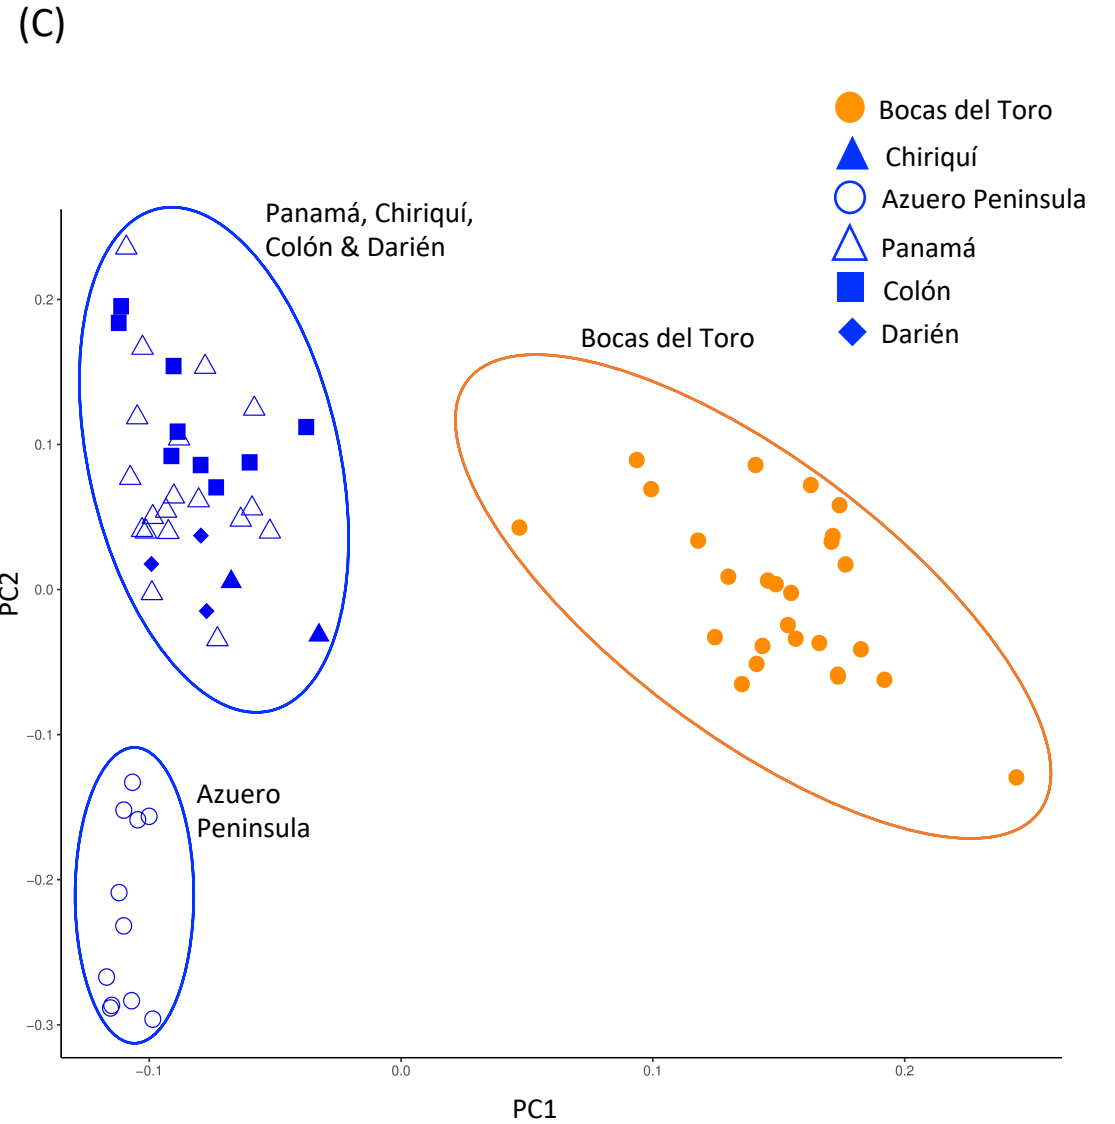 (C)
Bocas del Toro
Chiriquí
Azuero Peninsula
Panamá
Colón
Darién
Panamá, Chiriquí,
Colón & Darién
Bocas del Toro
Azuero
Peninsula
PC2
0.2
0.1
0.0
−0.1
−0.2
−0.3
−0.1
0.0
0.1
0.2
PC1